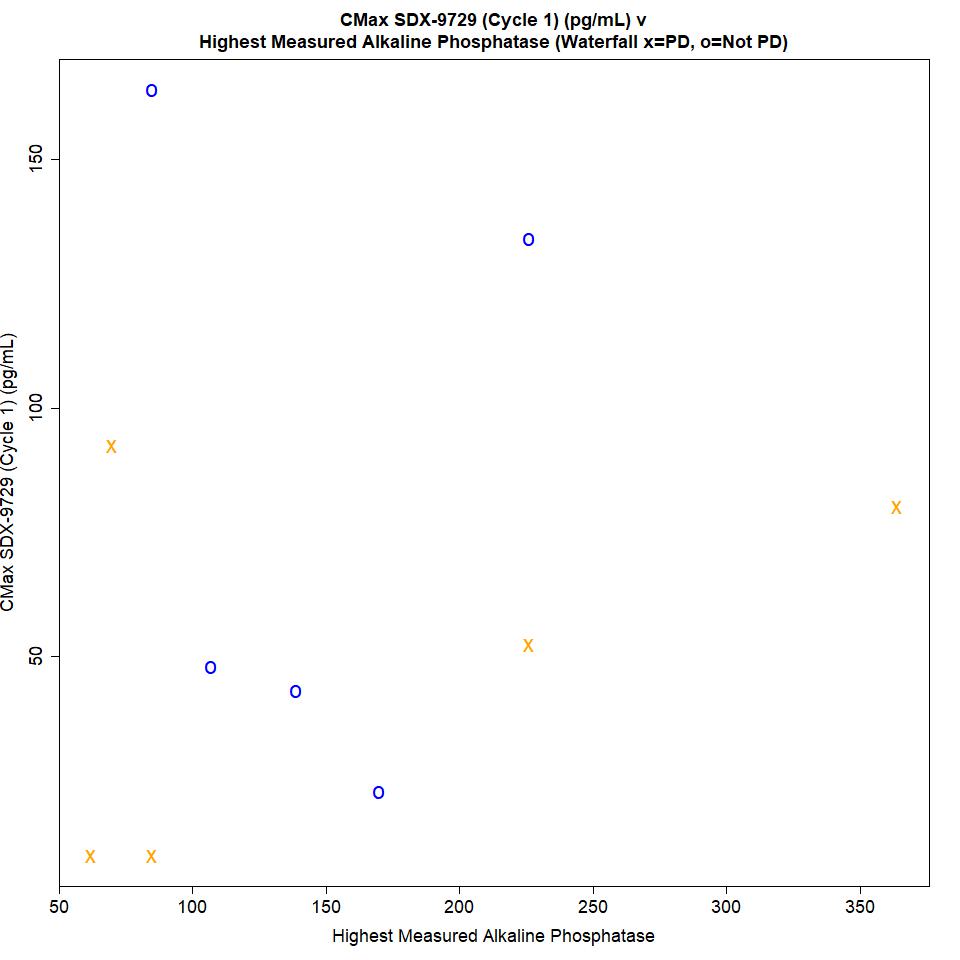 CMax SDX-9729 (Cycle 1) (pg/mL) v
Highest Measured Alkaline Phosphatase (Waterfall x=PD, o=Not PD)
CMax SDX-9729 (Cycle 1) (pg/mL)
150
100
50
o
o
x
x
x
o
o
o
x
x
50
100
150
200
250
300
350
Highest Measured Alkaline Phosphatase